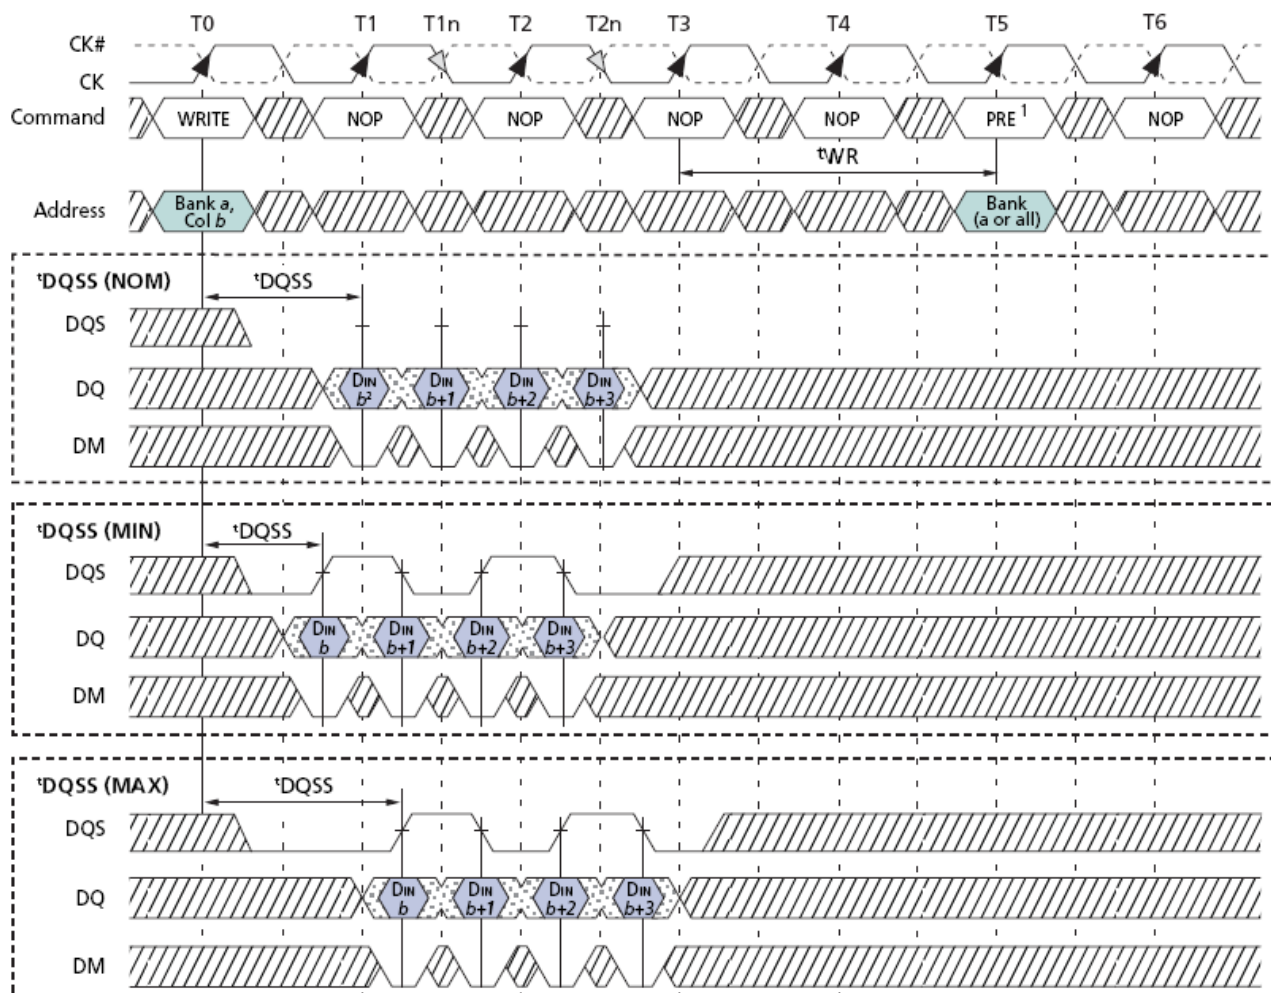 T0 T1 T1n T2 T2n T3 T4 T5 T6
CK#
CK
Command WRITE NOP NOP NOP NOP PRE 1 NOP
tWR
Address Bank a, Col b Bank (a or all)
tDQSS (NOM) tDQSS
DQS
DQ DIN b² DIN b+1 DIN b+2 DIN b+3
DM
tDQSS (MIN) tDQSS
DQS
DQ DIN b DIN b+1 DIN b+2 DIN b+3
DM
tDQSS (MAX) tDQSS
DQS
DQ DIN b DIN b+1 DIN b+2 DIN b+3
DM